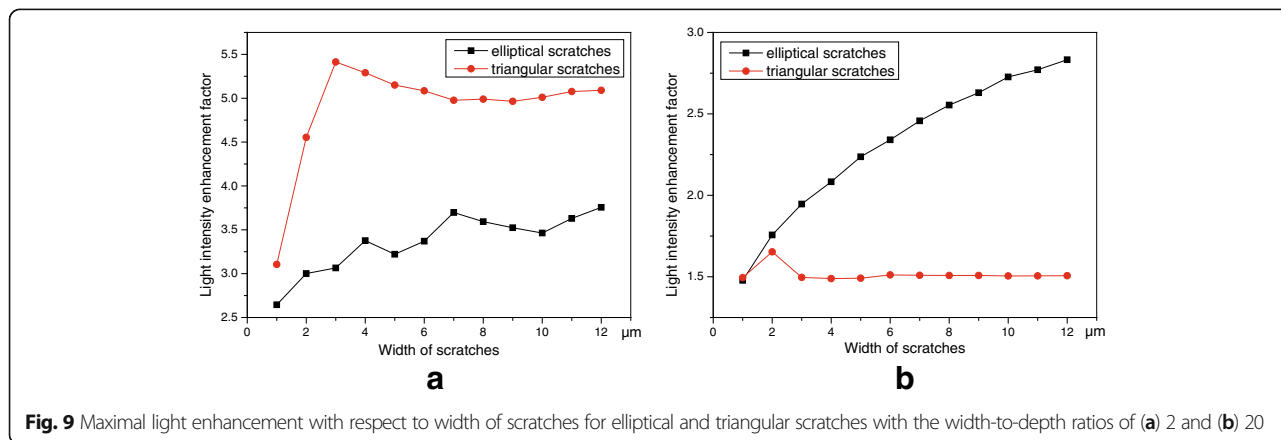 elliptical scratches
triangular scratches
Light intensity enhancement factor
5.5
5.0
4.5
4.0
3.5
3.0
2.5
0 2 4 6 8 10 12 μm
Width of scratches
a
elliptical scratches
triangular scratches
Light intensity enhancement factor
3.0
2.5
2.0
1.5
0 2 4 6 8 10 12 μm
Width of scratches
b
Fig. 9 Maximal light enhancement with respect to width of scratches for elliptical and triangular scratches with the width-to-depth ratios of (a) 2 and (b) 20